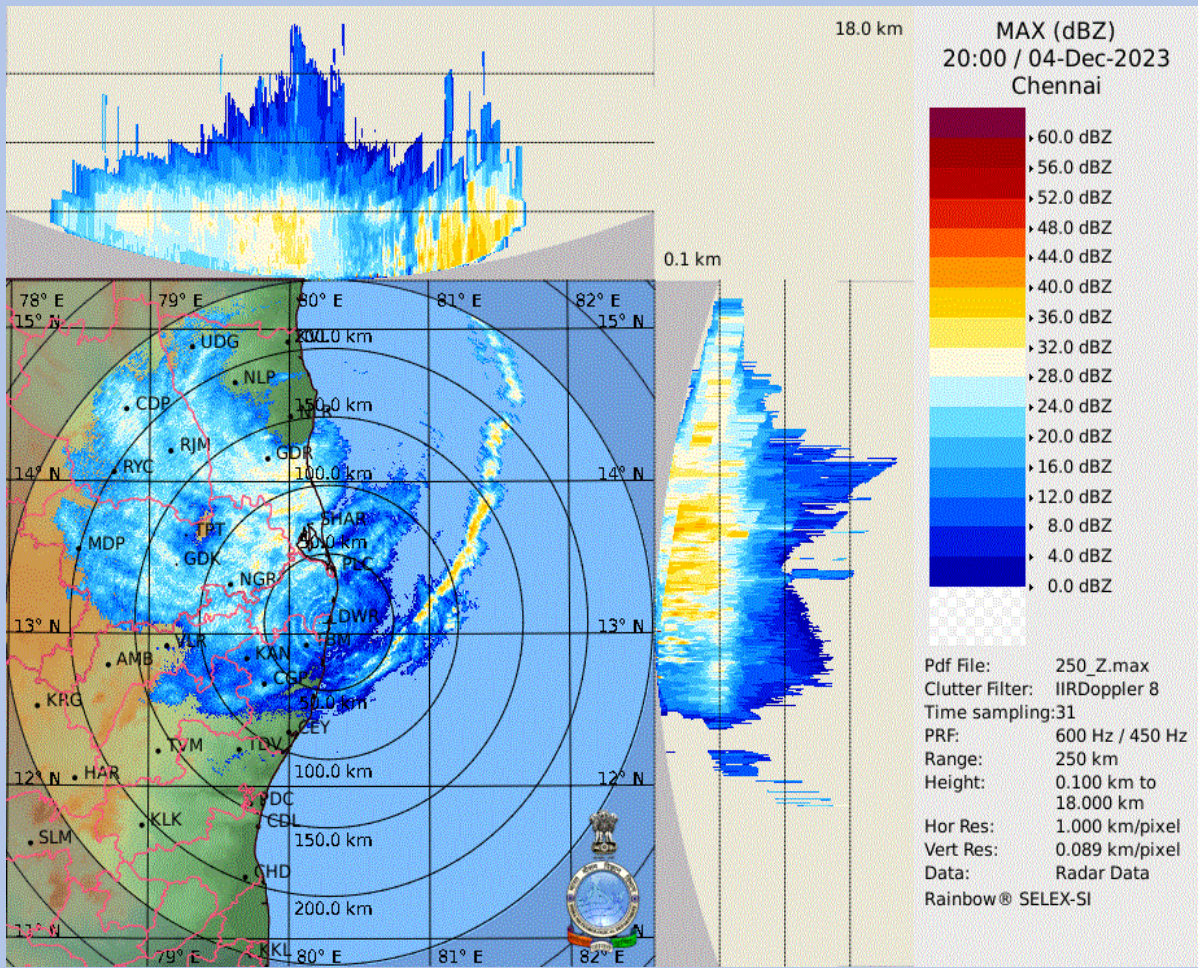 18.0 km
0.1 km
MAX (dBZ)
20:00 / 04-Dec-2023
Chennai
60.0 dBZ
56.0 dBZ
52.0 dBZ
48.0 dBZ
44.0 dBZ
40.0 dBZ
36.0 dBZ
32.0 dBZ
28.0 dBZ
24.0 dBZ
20.0 dBZ
16.0 dBZ
12.0 dBZ
8.0 dBZ
4.0 dBZ
0.0 dBZ
Pdf File: 250_Z.max
Clutter Filter: IIRDoppler 8
Time sampling:31
PRF: 600 Hz / 450 Hz
Range: 250 km
Height: 0.100 km to
18.000 km
Hor Res: 1.000 km/pixel
Vert Res: 0.089 km/pixel
Data: Radar Data
Rainbow® SELEX-SI
78° E 79° E 80° E 81° E 82° E
15° N 15° N
200.0 km
UDG
NLP
CDP
150.0 km
RJM
GDR
RYC
14° N 100.0 km 14° N
SHAR
TPT
50.0 km
MDP
GDK
PLC
NGR
DWR
13° N 13° N
VLR
KAN
AMB
CGP
KRG
50.0 km
CEY
TVM
TDV
HAR 100.0 km
12° N 12° N
PDC
KLK CDL
SLM
150.0 km
CHD
200.0 km
11° N N
KKL
79° E 80° E 81° E 82° E